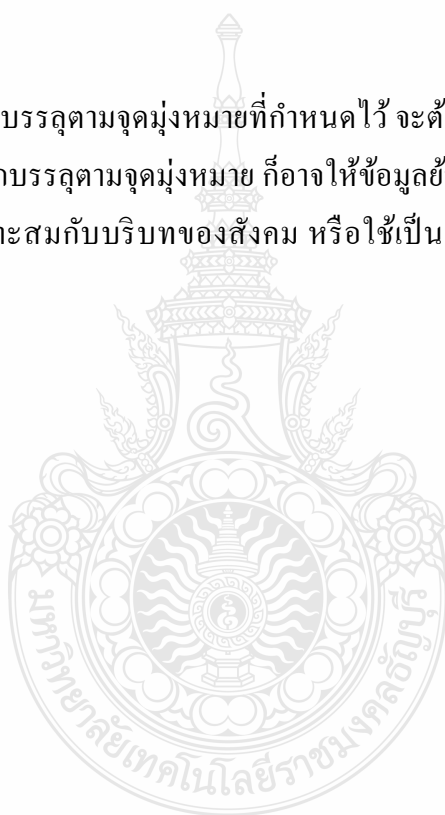 บรรลุตามจุดมุ่งหมายที่กำหนดไว้ จะต้
บรรลุตามจุดมุ่งหมาย ก็อาจให้ข้อมูลย้
ะสมกับบริบทของสังคม หรือใช้เป็น
มหาวิทยาลัยเทคโนโลยีราชมงคลธัญบุรี